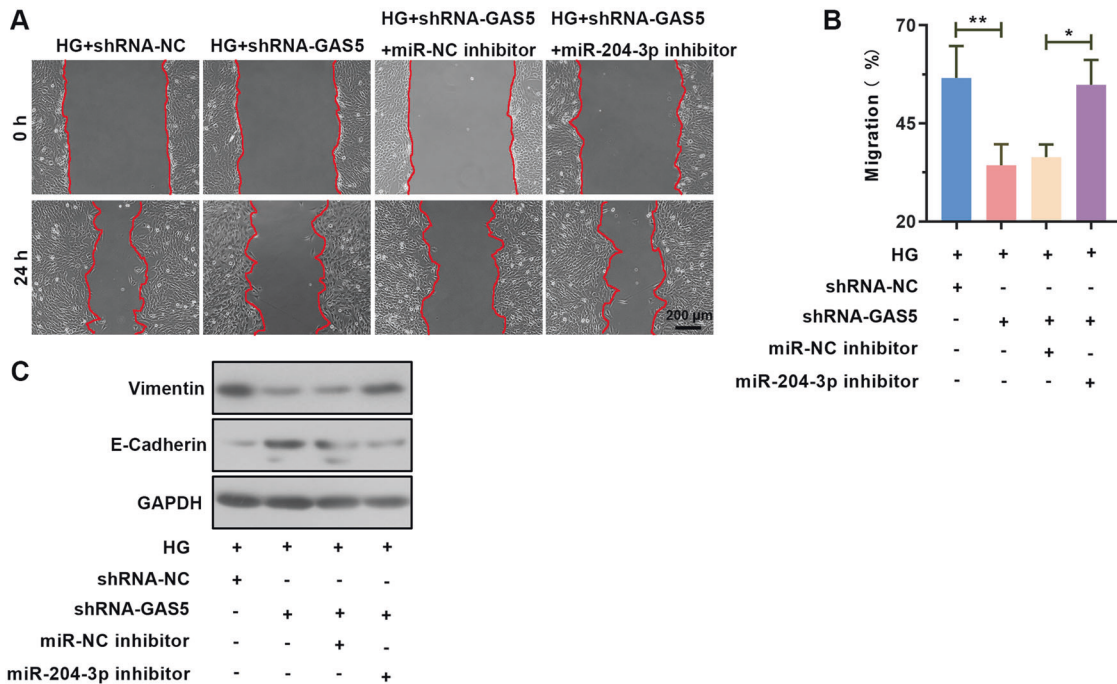 A
HG+shRNA-NC
HG+shRNA-GAS5
HG+shRNA-GAS5
+miR-NC inhibitor
HG+shRNA-GAS5
+miR-204-3p inhibitor
0 h
24 h
200 µm
B
Migration（ %）
70
45
20
**
*
HG + + + +
shRNA-NC + - - -
shRNA-GAS5 - + + +
miR-NC inhibitor - - + -
miR-204-3p inhibitor - - - +
C
Vimentin
E-Cadherin
GAPDH
HG + + + +
shRNA-NC + - - -
shRNA-GAS5 - + + +
miR-NC inhibitor - - + -
miR-204-3p inhibitor - - - +